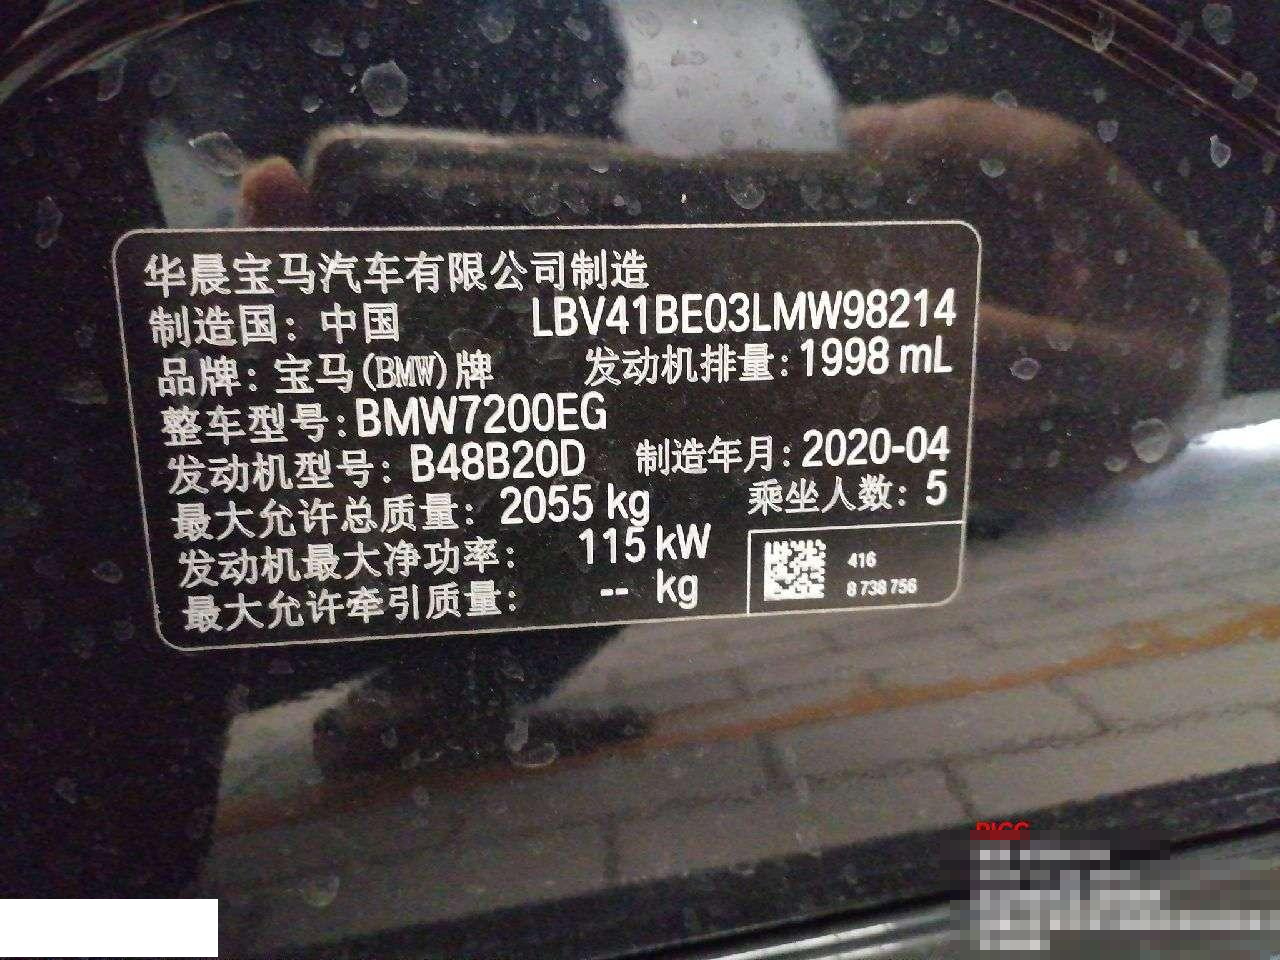 华晨宝马汽车有限公司制造
制造国: 中国 LBV41BE03LMW98214
品牌: 宝马(BMW)牌 发动机排量: 1998 mL
整车型号: BMW7200EG
发动机型号: B48B20D 制造年月: 2020-04
最大允许总质量: 2055 kg 乘坐人数: 5
发动机最大净功率: 115 kW
最大允许牵引质量: -- kg
416
8 738 756
PICC